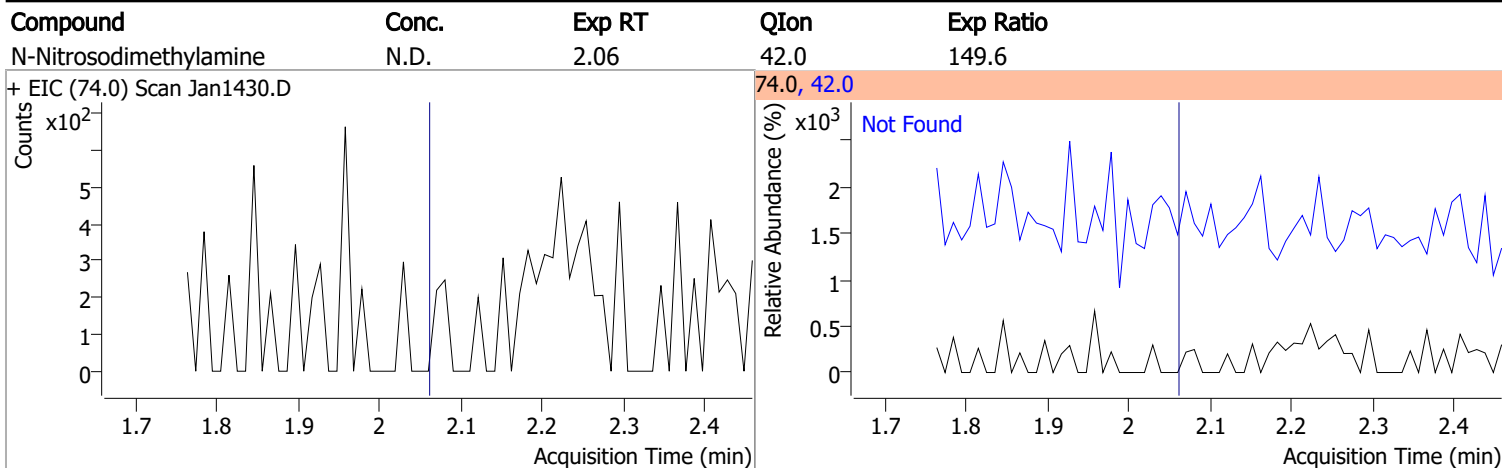 Compound Conc. Exp RT QIon Exp Ratio
N-Nitrosodimethylamine N.D. 2.06 42.0 149.6
+ EIC (74.0) Scan Jan1430.D
Counts
x10²
5
4
3
2
1
0
1.7 1.8 1.9 2 2.1 2.2 2.3 2.4
Acquisition Time (min)
74.0, 42.0
Relative Abundance (%)
x10³
Not Found
2
1.5
1
0.5
0
1.7 1.8 1.9 2 2.1 2.2 2.3 2.4
Acquisition Time (min)